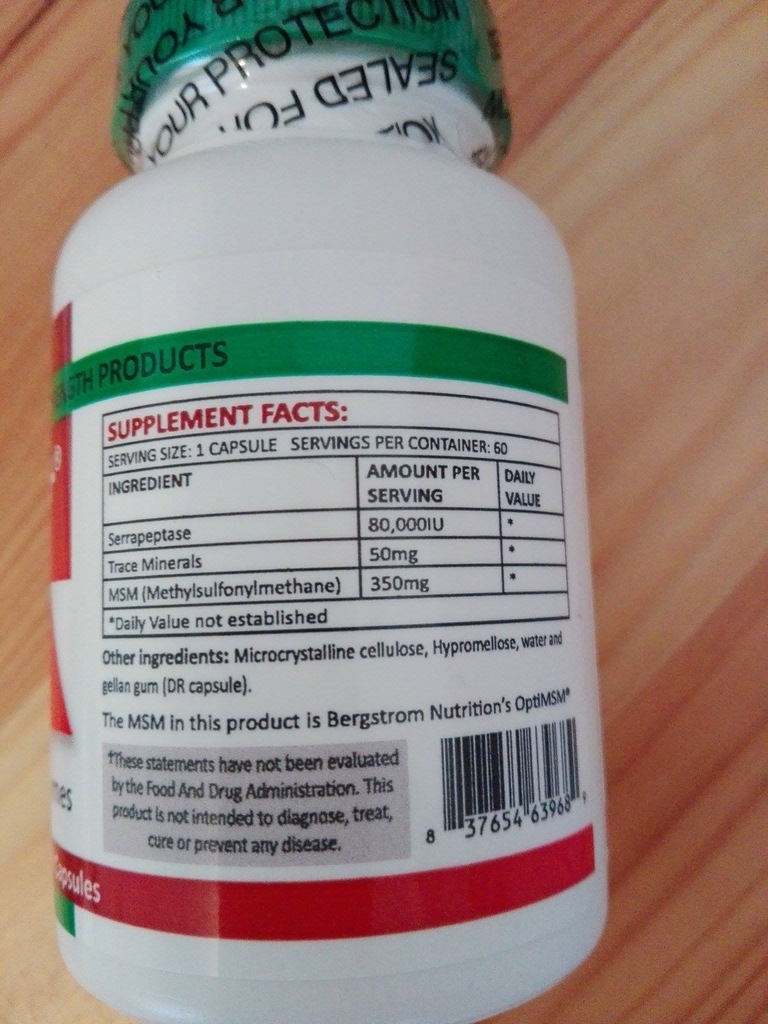 YOUR PROTECTION
SEALED FOR
PRODUCTS
SUPPLEMENT FACTS:
SERVING SIZE: 1 CAPSULE SERVINGS PER CONTAINER: 60
INGREDIENT AMOUNT PER SERVING DAILY VALUE
Serrapeptase 80,000IU *
Trace Minerals 50mg *
MSM (Methylsulfonylmethane) 350mg *
*Daily Value not established
Other ingredients: Microcrystalline cellulose, Hypromellose, water and
gellan gum (DR capsule).
The MSM in this product is Bergstrom Nutrition's OptiMSM®
†These statements have not been evaluated
by the Food And Drug Administration. This
product is not intended to diagnose, treat,
cure or prevent any disease.
8 37654 63968 9
Capsules